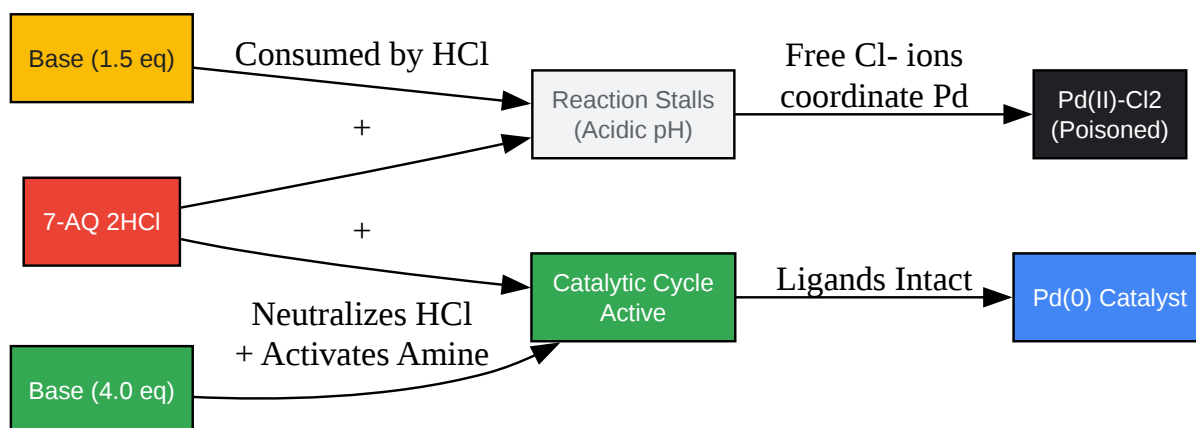 Base (1.5 eq)
Consumed by HCl
+
Reaction Stalls
(Acidic pH)
Free Cl- ions
coordinate Pd
Pd(II)-Cl2
(Poisoned)
7-AQ 2HCl
+
Catalytic Cycle
Active
Ligands Intact
Pd(0) Catalyst
Neutralizes HCl
+ Activates Amine
Base (4.0 eq)